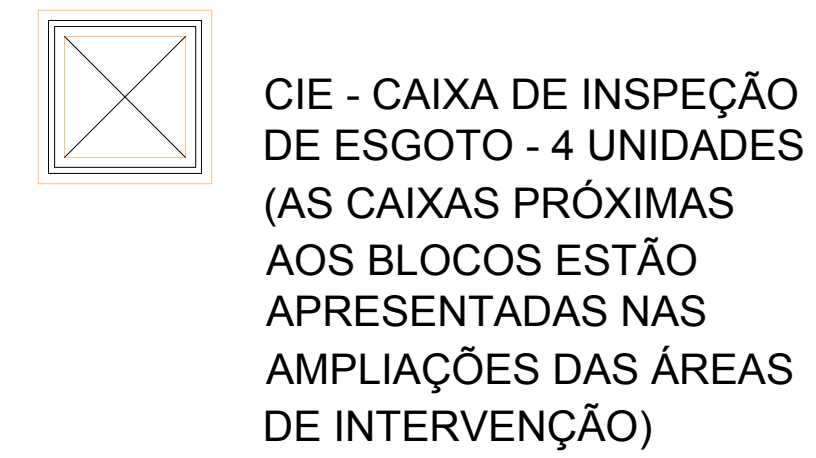 CIE - CAIXA DE INSPEÇÃO
DE ESGOTO - 4 UNIDADES
(AS CAIXAS PRÓXIMAS
AOS BLOCOS ESTÃO
APRESENTADAS NAS
AMPLIAÇÕES DAS ÁREAS
DE INTERVENÇÃO)